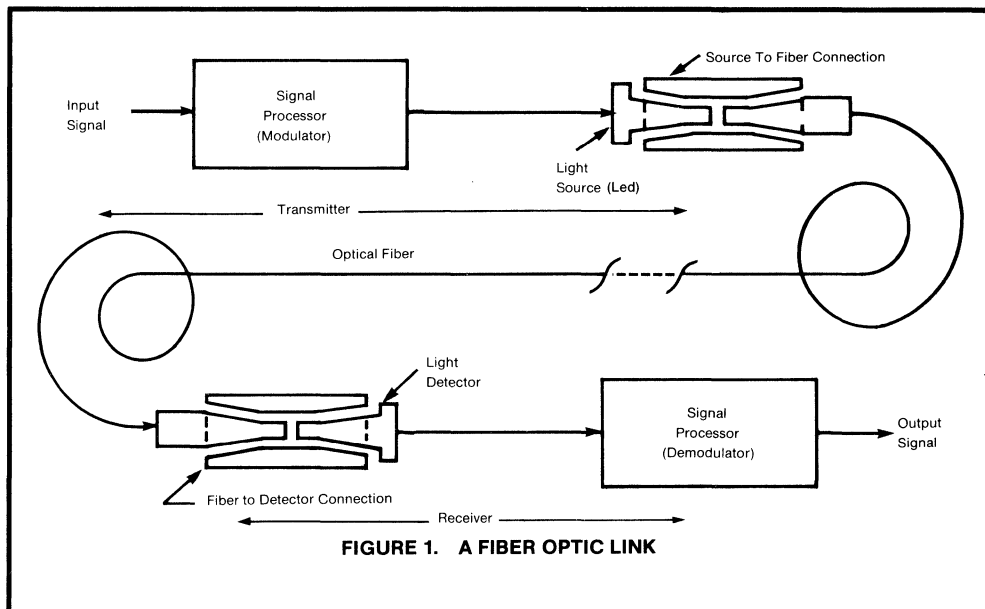 Source To Fiber Connection
Input
Signal
Signal
Processor
(Modulator)
Light
Source (Led)
Transmitter
Optical Fiber
Light
Detector
Signal
Processor
(Demodulator)
Output
Signal
Fiber to Detector Connection
Receiver
FIGURE 1. A FIBER OPTIC LINK